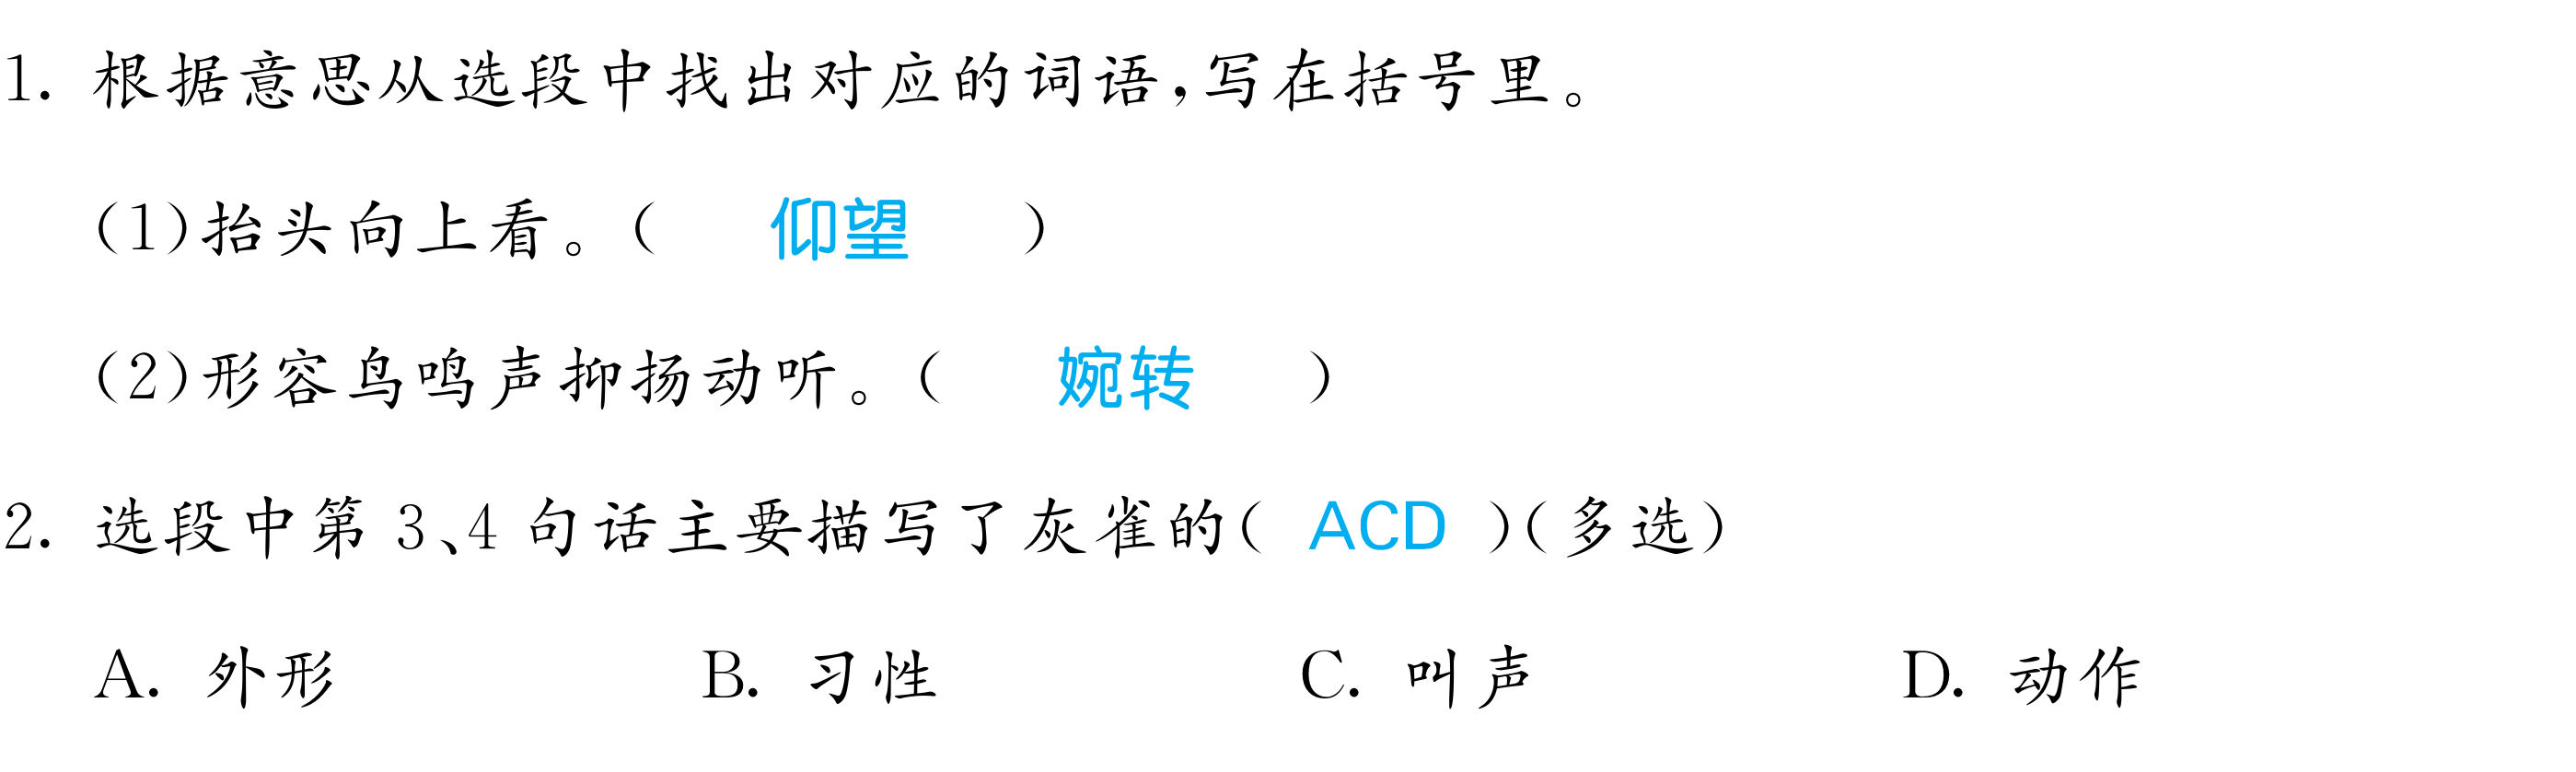 1. 根据意思从选段中找出对应的词语,写在括号里。
(1)抬头向上看。( 仰望 )
(2)形容鸟鸣声抑扬动听。( 婉转 )
2. 选段中第 3、4 句话主要描写了灰雀的( ACD )(多选)
A. 外形 B. 习性 C. 叫声 D. 动作